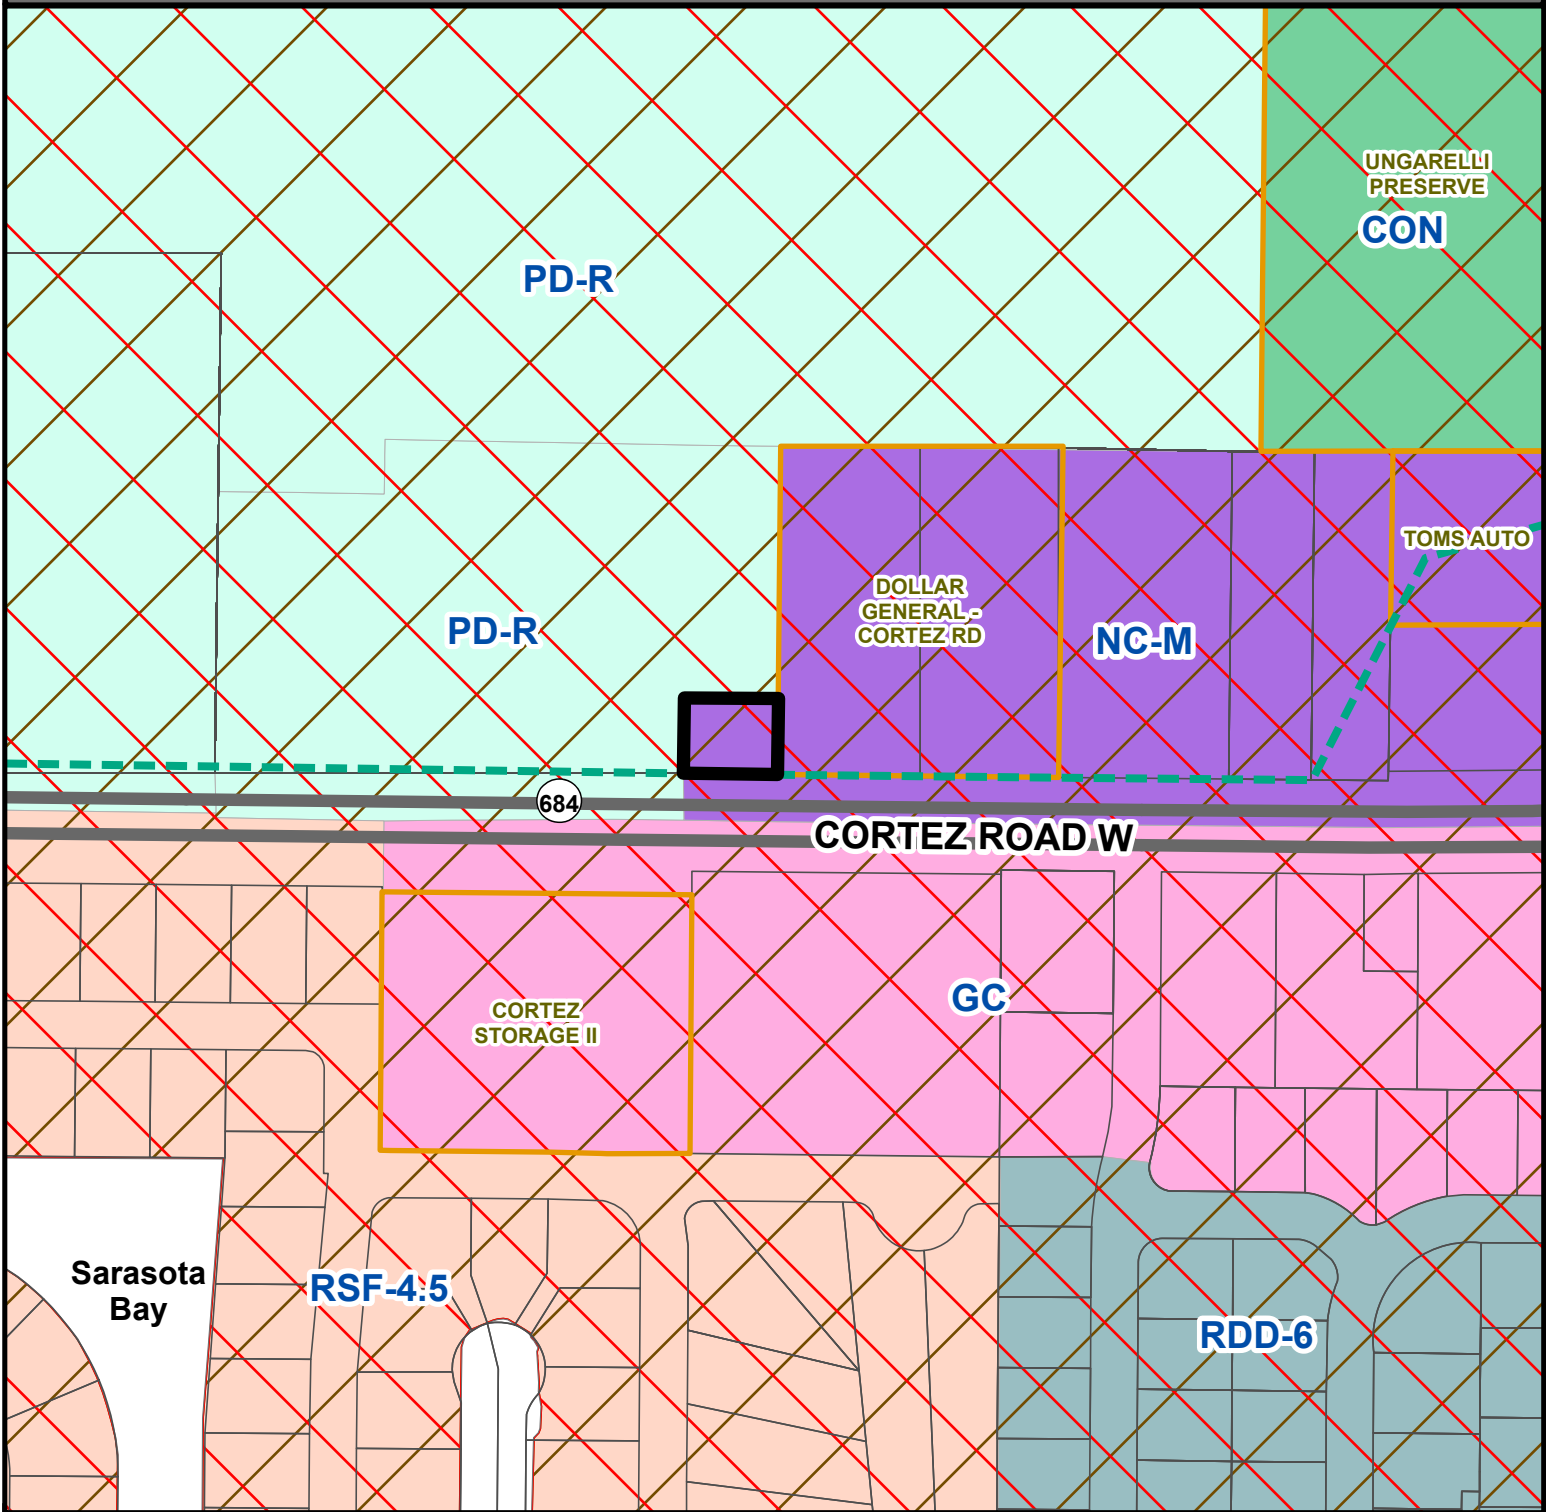 UNGARELLI
PRESERVE
CON
PD-R
TOMS AUTO
DOLLAR
GENERAL -
CORTEZ RD
PD-R
NC-M
684
CORTEZ ROAD W
GC
CORTEZ
STORAGE II
Sarasota
Bay
RSF-4.5
RDD-6